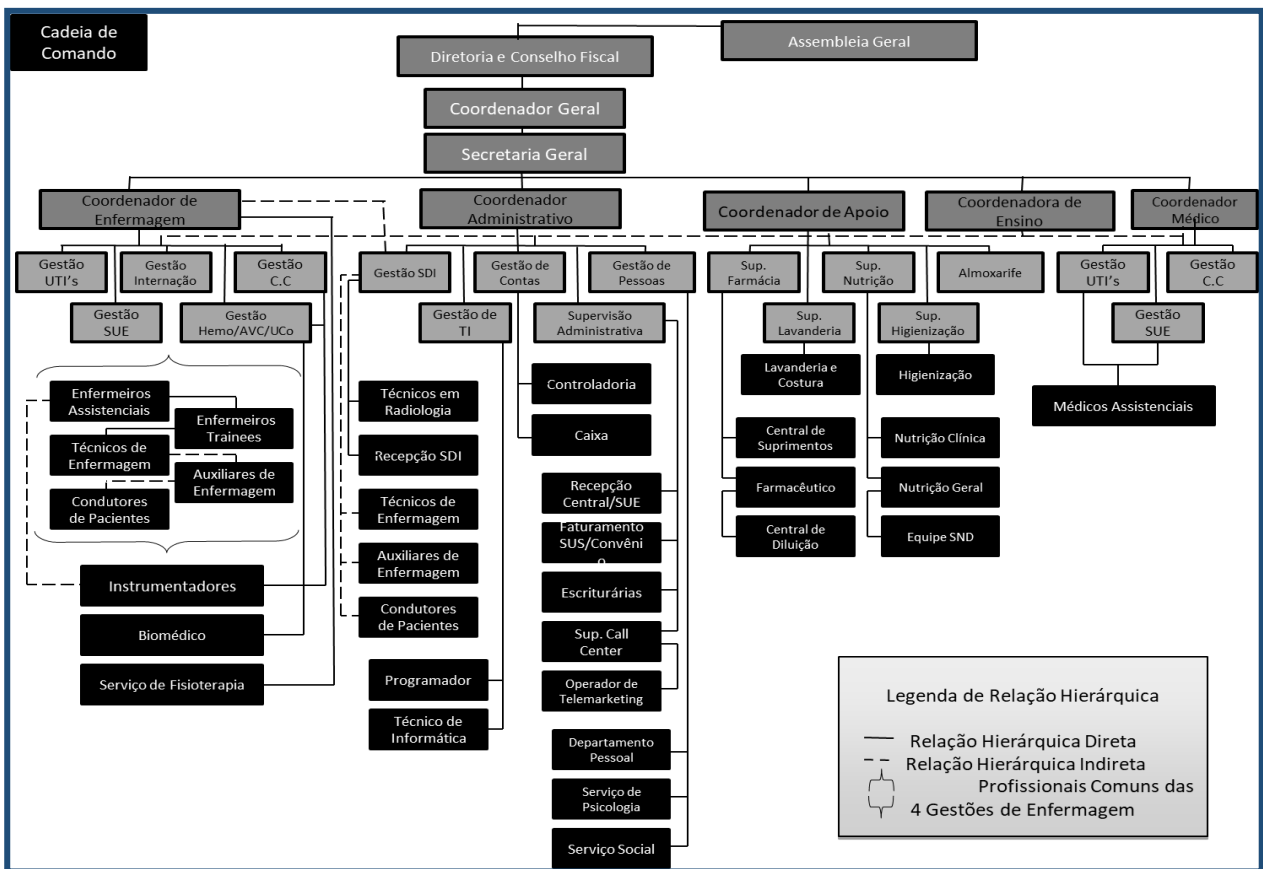 Cadeia de
Comando
Assembleia Geral
Diretoria e Conselho Fiscal
Coordenador Geral
Secretaria Geral
Coordenador de
Enfermagem
Coordenador
Administrativo
Coordenador de Apoio
Coordenadora de
Ensino
Coordenador
Médico
Gestão
UTI's
Gestão
Internação
Gestão
C.C
Gestão
SUE
Gestão
Hemo/AVC/UCo
Gestão SDI
Gestão de
Contas
Gestão de
Pessoas
Gestão de
TI
Supervisão
Administrativa
Sup.
Farmácia
Sup.
Nutrição
Almoxarife
Sup.
Lavanderia
Sup.
Higienização
Gestão
UTI's
Gestão
C.C
Gestão
SUE
Enfermeiros
Assistenciais
Enfermeiros
Trainees
Técnicos de
Enfermagem
Auxiliares de
Enfermagem
Condutores
de Pacientes
Instrumentadores
Biomédico
Serviço de Fisioterapia
Técnicos em
Radiologia
Recepção SDI
Técnicos de
Enfermagem
Auxiliares de
Enfermagem
Condutores
de Pacientes
Programador
Técnico de
Informática
Controladoria
Caixa
Recepção
Central/SUE
Faturamento
SUS/Convêni
o
Escriturárias
Sup. Call
Center
Operador de
Telemarketing
Departamento
Pessoal
Serviço de
Psicologia
Serviço Social
Lavanderia e
Costura
Higienização
Central de
Suprimentos
Nutrição Clínica
Farmacêutico
Nutrição Geral
Central de
Diluição
Equipe SND
Médicos Assistenciais
Legenda de Relação Hierárquica
Relação Hierárquica Direta
Relação Hierárquica Indireta
Profissionais Comuns das
4 Gestões de Enfermagem